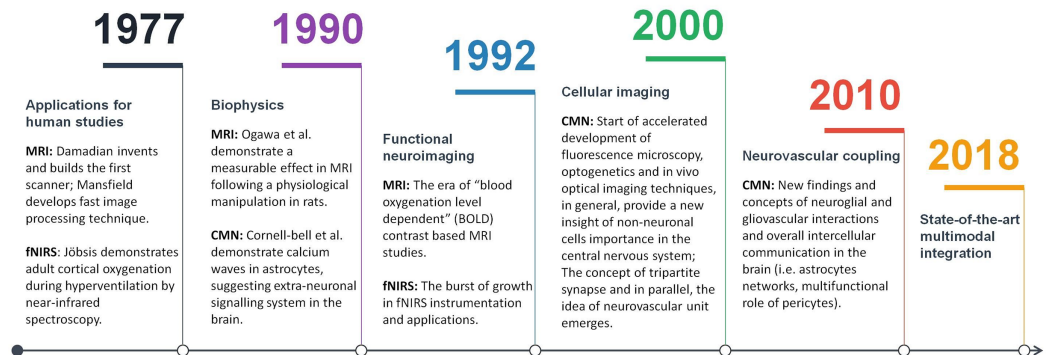 1977
Applications for
human studies
MRI: Damadian invents
and builds the first
scanner; Mansfield
develops fast image
processing technique.
fNIRS: Jöbsis demonstrates
adult cortical oxygenation
during hyperventilation by
near-infrared
spectroscopy.
1990
Biophysics
MRI: Ogawa et al.
demonstrate a
measurable effect in MRI
following a physiological
manipulation in rats.
CMN: Cornell-bell et al.
demonstrate calcium
waves in astrocytes,
suggesting extra-neuronal
signalling system in the
brain.
1992
Functional
neuroimaging
MRI: The era of “blood
oxygenation level
dependent” (BOLD)
contrast based MRI
studies.
fNIRS: The burst of growth
in fNIRS instrumentation
and applications.
2000
Cellular imaging
CMN: Start of accelerated
development of
fluorescence microscopy,
optogenetics and in vivo
optical imaging techniques,
in general, provide a new
insight of non-neuronal
cells importance in the
central nervous system;
The concept of tripartite
synapse and in parallel, the
idea of neurovascular unit
emerges.
2010
Neurovascular coupling
CMN: New findings and
concepts of neuroglial and
gliovascular interactions
and overall intercellular
communication in the
brain (i.e. astrocytes
networks, multifunctional
role of pericytes).
2018
State-of-the-art
multimodal
integration